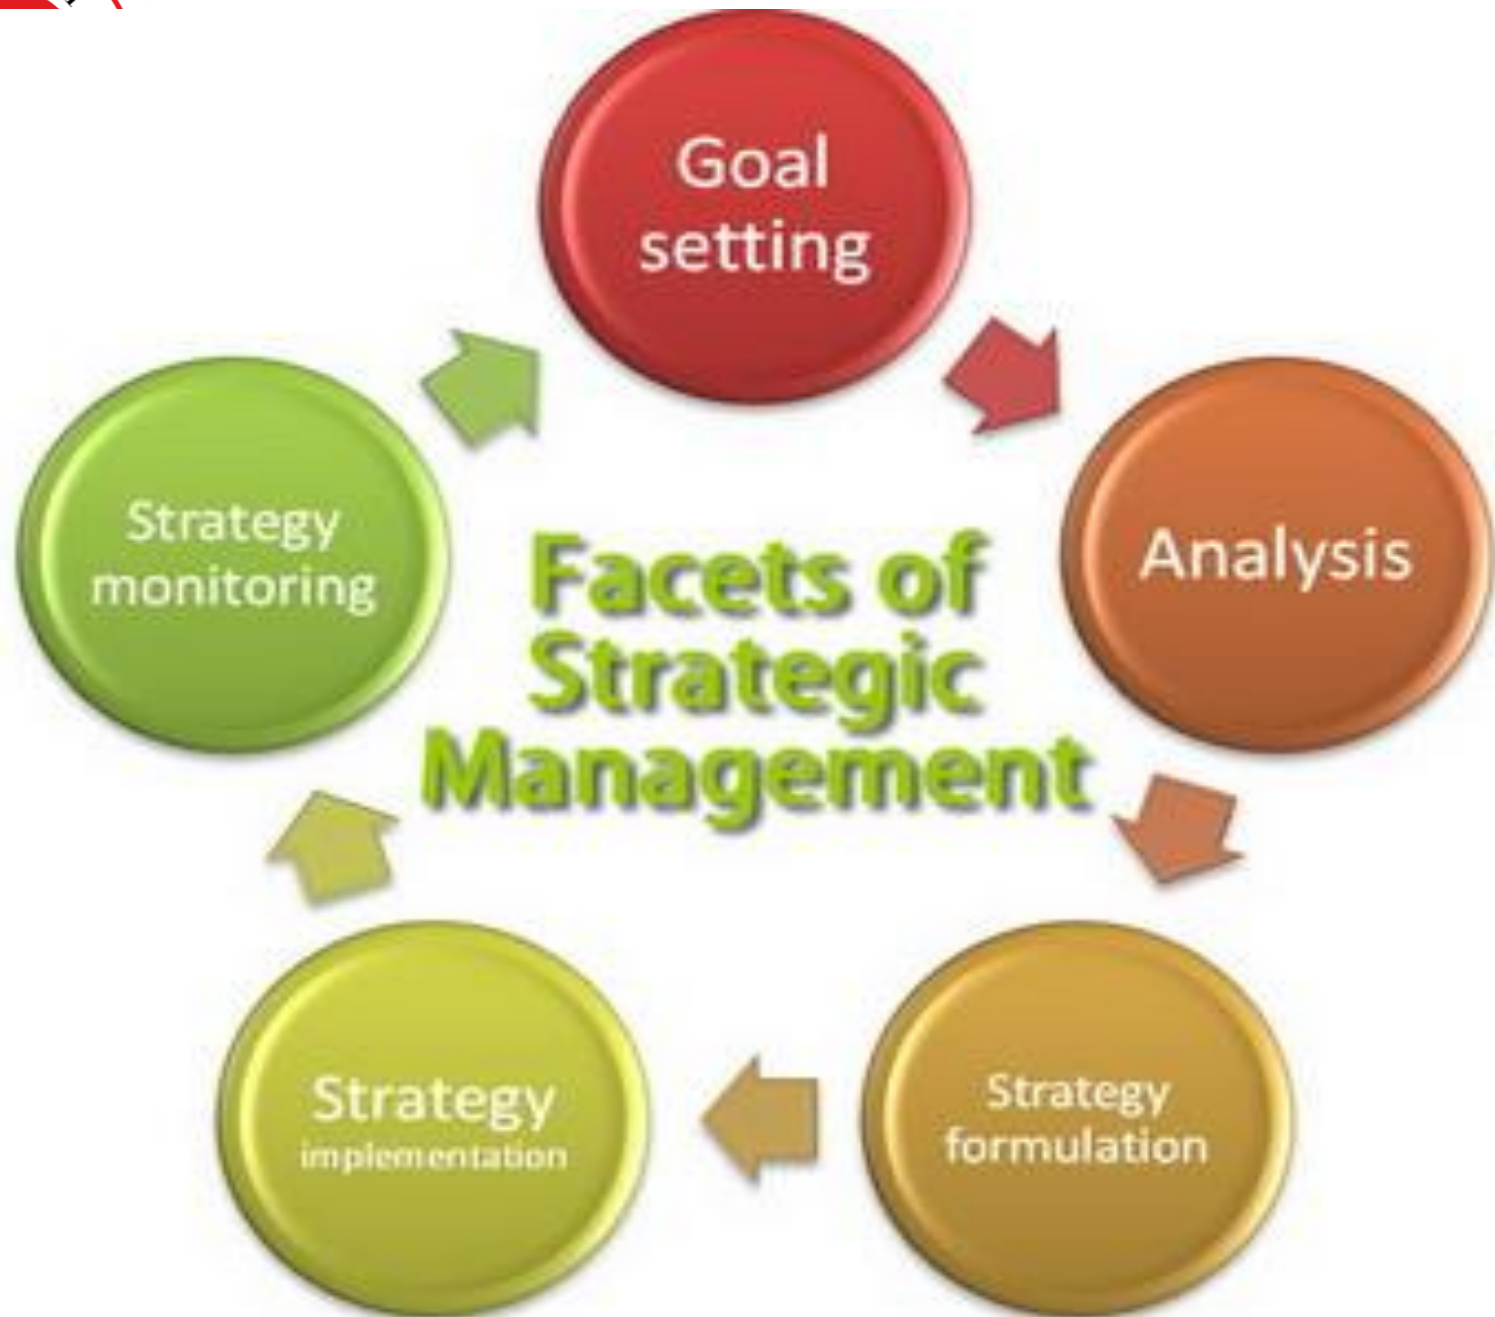 Goal
setting
Analysis
Strategy
formulation
Strategy
implementation
Strategy
monitoring
Facets of
Strategic
Management